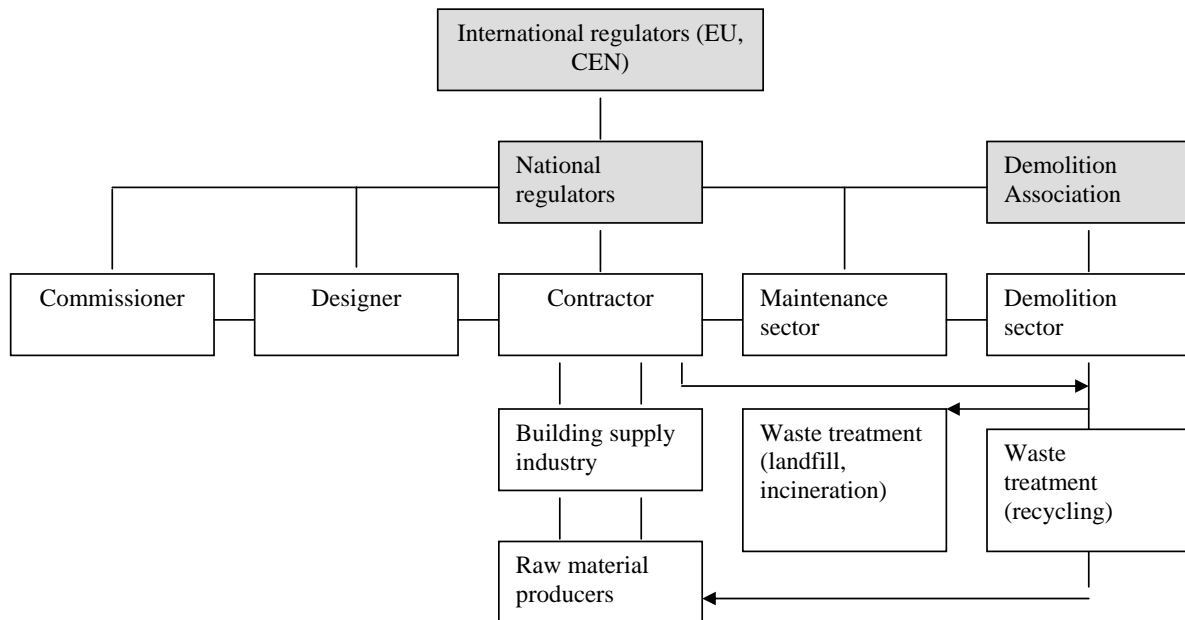 International regulators (EU,
CEN)
National
regulators
Demolition
Association
Commissioner
Designer
Contractor
Maintenance
sector
Demolition
sector
Building supply
industry
Waste treatment
(landfill,
incineration)
Waste
treatment
(recycling)
Raw material
producers